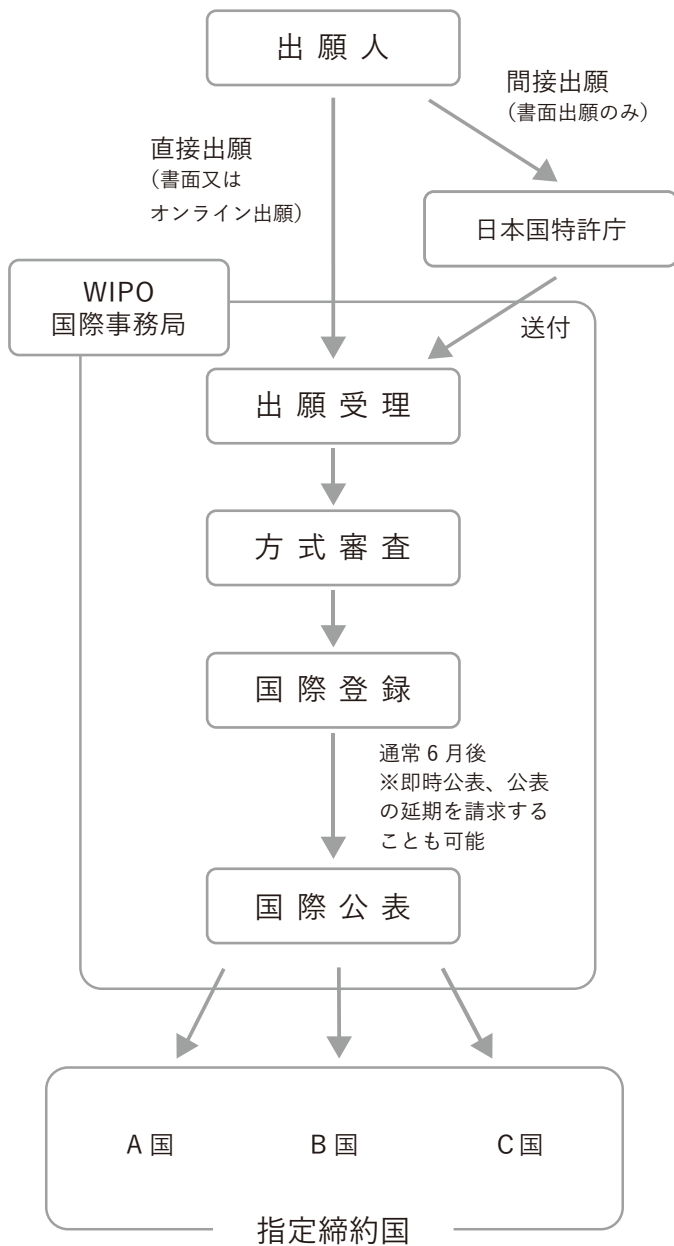 出願人
間接出願
(書面出願のみ)
直接出願
(書面又は
オンライン出願)
日本国特許庁
WIPO
国際事務局
送付
出願受理
方式審査
国際登録
通常 6 月後
※即時公表、公表
の延期を請求する
ことも可能
国際公表
A 国
B 国
C 国
指定締約国